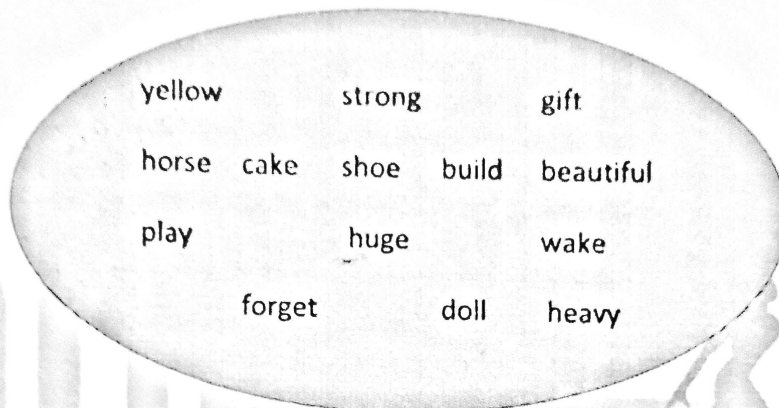 yellow strong gift
horse cake shoe build beautiful
play huge wake
forget doll heavy